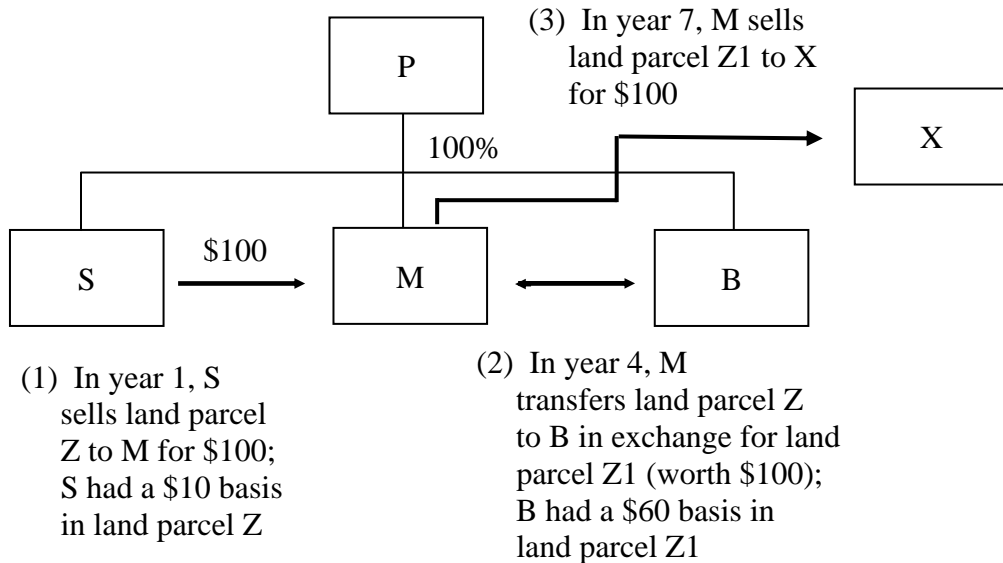 P
(3) In year 7, M sells
land parcel Z1 to X
for $100
X
100%
S
$100
M
B
(1) In year 1, S
sells land parcel
Z to M for $100;
S had a $10 basis
in land parcel Z
(2) In year 4, M
transfers land parcel Z
to B in exchange for land
parcel Z1 (worth $100);
B had a $60 basis in
land parcel Z1